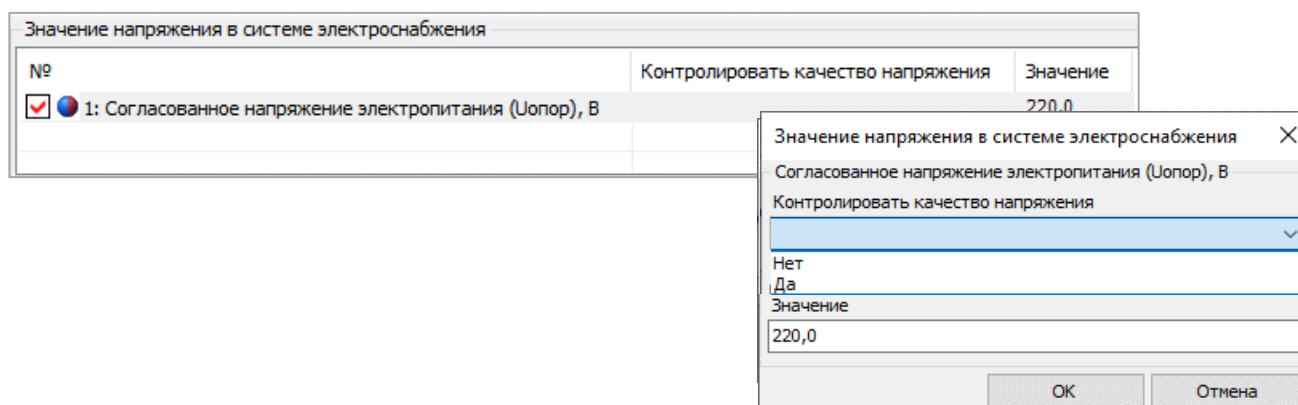 Значение напряжения в системе электроснабжения
№ Контролировать качество напряжения Значение
1: Согласованное напряжение электропитания (Uопор), В 220,0
Значение напряжения в системе электроснабжения
Согласованное напряжение электропитания (Uопор), В
Контролировать качество напряжения
Нет
Да
Значение
220,0
ОК Отмена